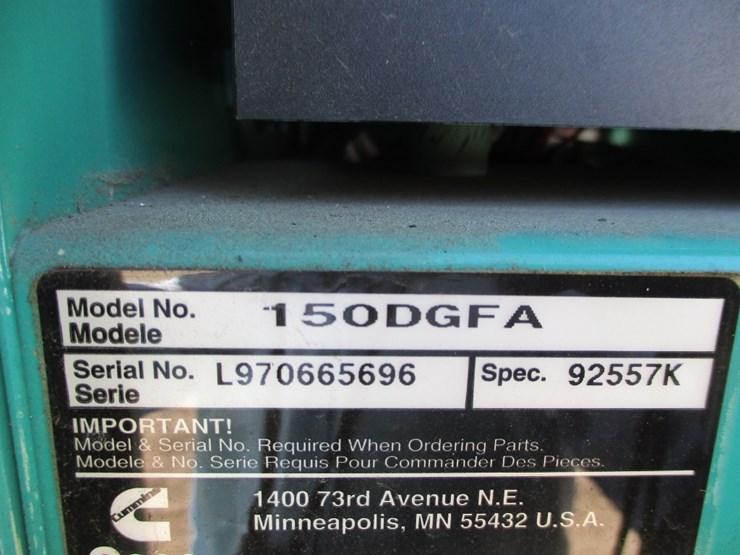 Model No. 150DGFA
Modele
Serial No. L970665696 Spec. 92557K
Serie
IMPORTANT!
Model & Serial No. Required When Ordering Parts.
Modele & No. Serie Requis Pour Commander Des Pieces.
Cummins
1400 73rd Avenue N.E.
Minneapolis, MN 55432 U.S.A.